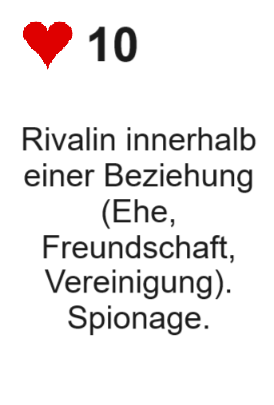 ♥ 10
Rivalin innerhalb
einer Beziehung
(Ehe,
Freundschaft,
Vereinigung).
Spionage.